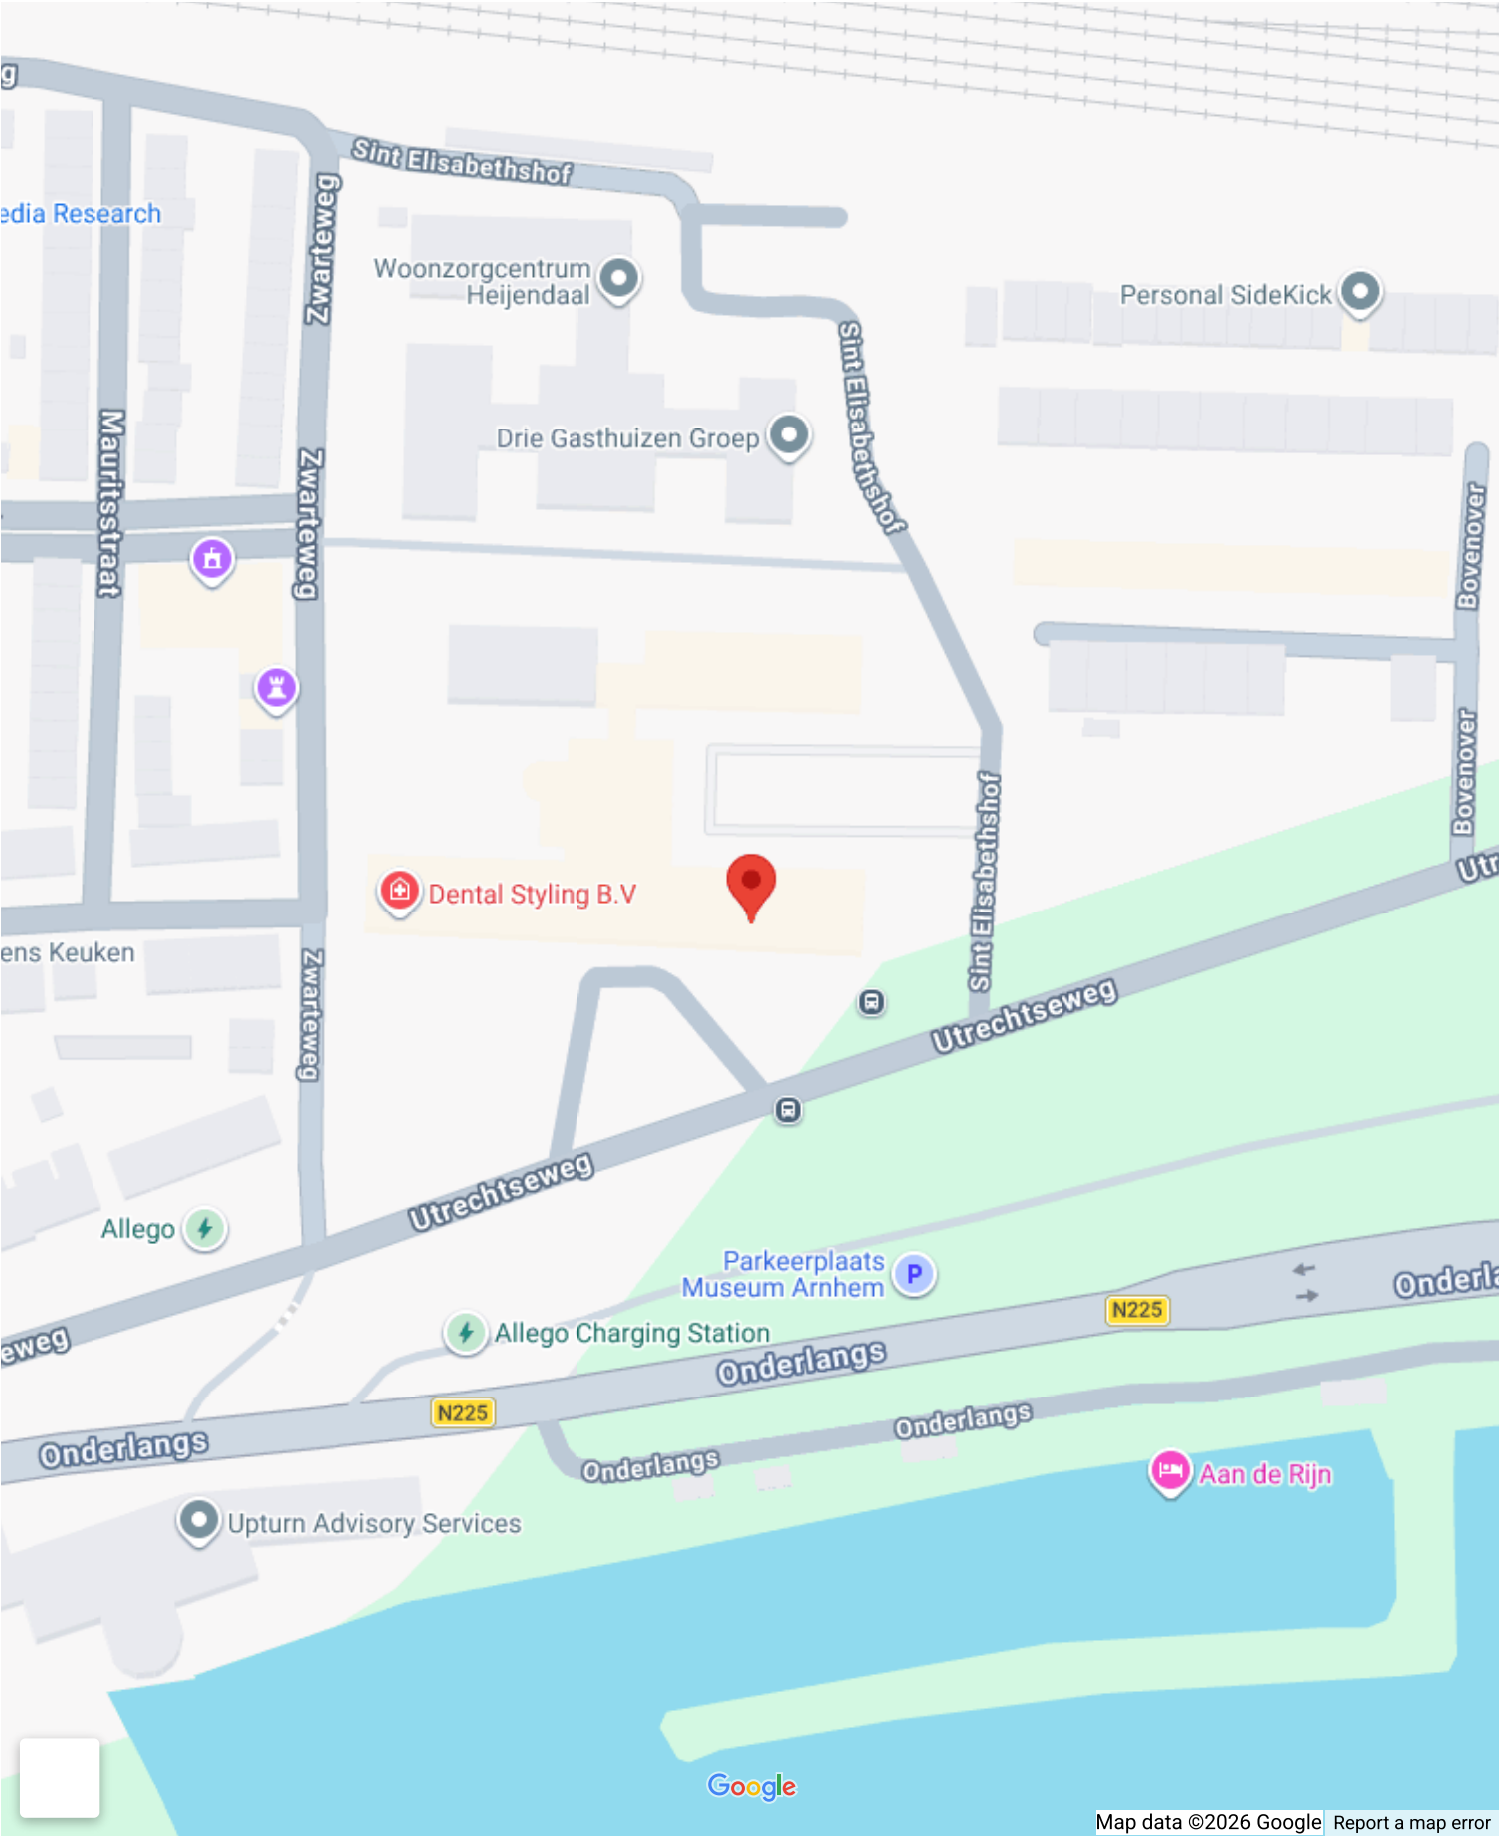 g
Sint Elisabethshof
Zwarteweg
edia Research
Woonzorgcentrum
Heijendaal
Personal SideKick
Sint Elisabethshof
Mauritsstraat
Drie Gasthuizen Groep
Zwarteweg
Bovenover
Bovenover
Sint Elisabethshof
Utr
Dental Styling B.V
ens Keuken
Zwarteweg
Utrechtseweg
Utrechtseweg
Allego
Parkeerplaats
Museum Arnhem
P
Onderla
N225
eweg
Allego Charging Station
Onderlangs
N225
Onderlangs
Onderlangs
Onderlangs
Aan de Rijn
Upturn Advisory Services
Google
Map data ©2026 Google
Report a map error